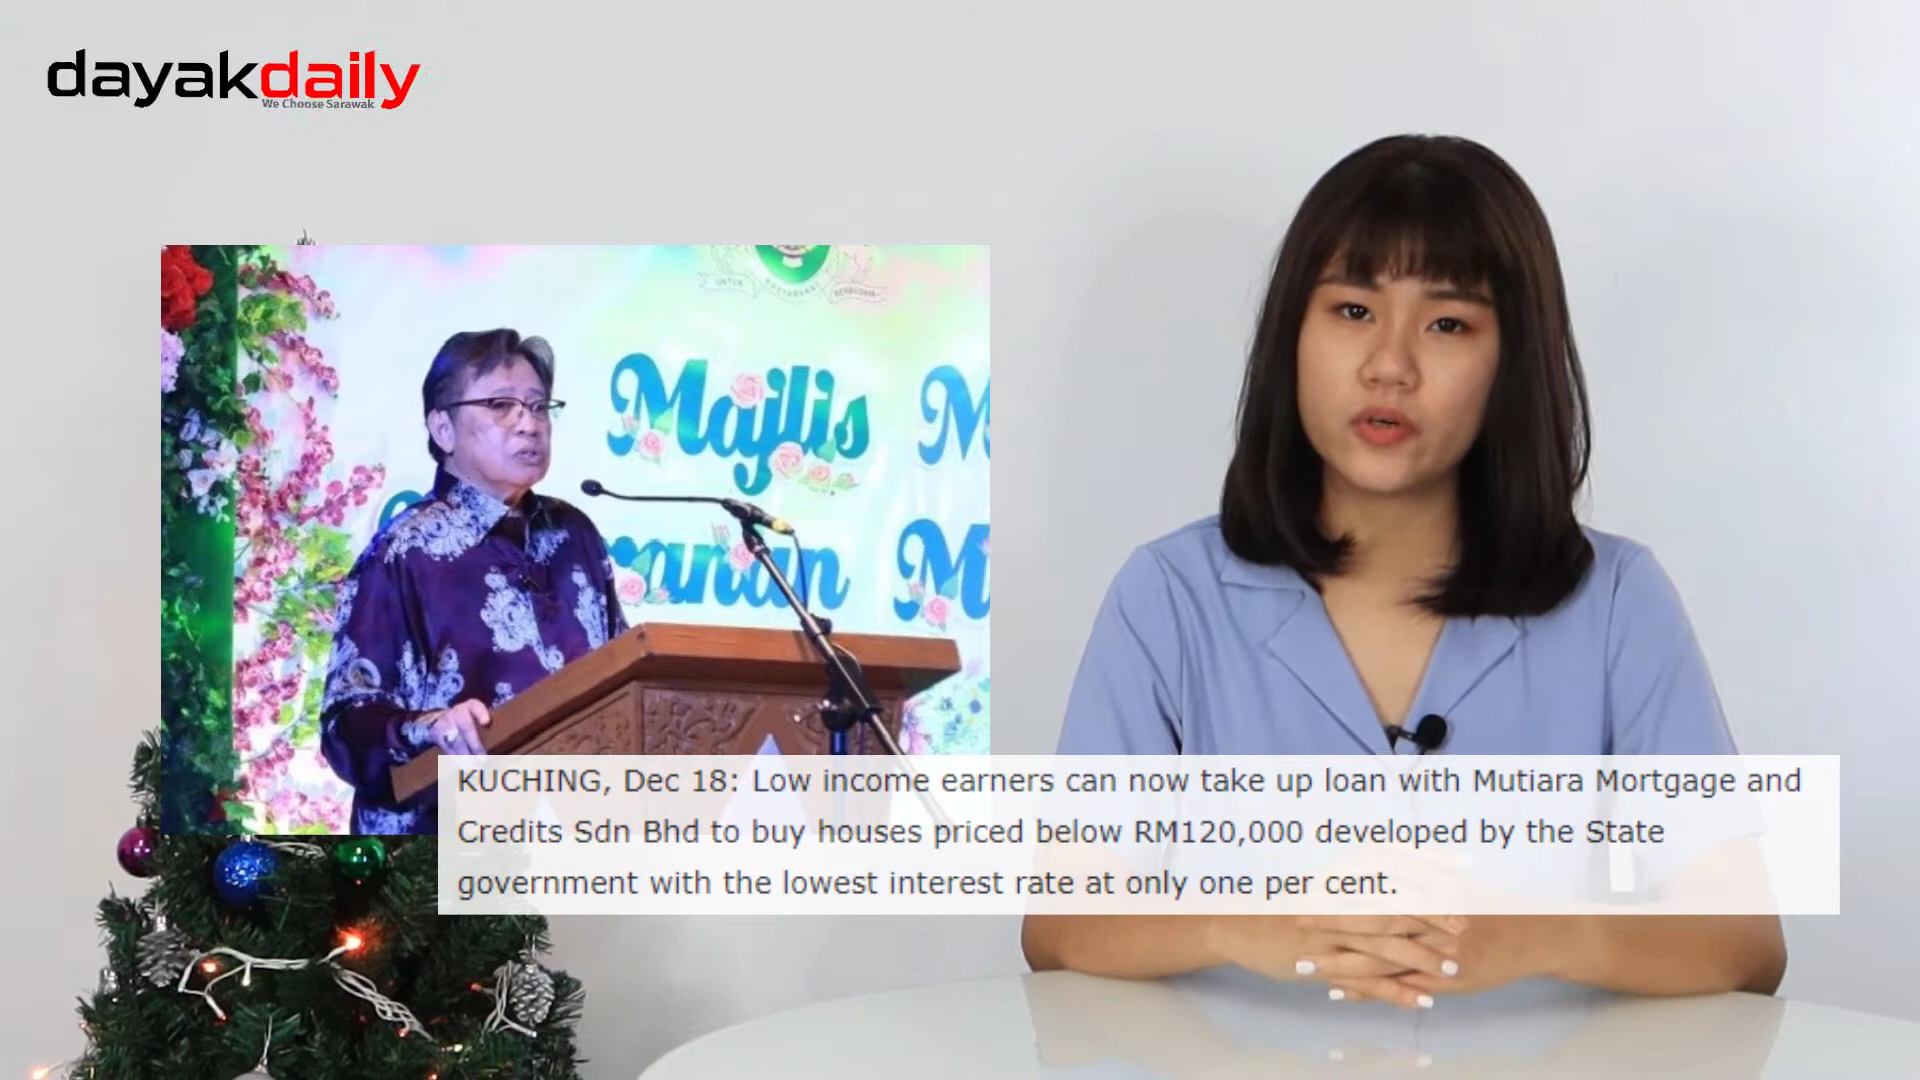 dayakdaily
We Choose Sarawak
UNTUK
BERBUDAYA
Majlis M
M
KUCHING, Dec 18: Low income earners can now take up loan with Mutiara Mortgage and
Credits Sdn Bhd to buy houses priced below RM120,000 developed by the State
government with the lowest interest rate at only one per cent.